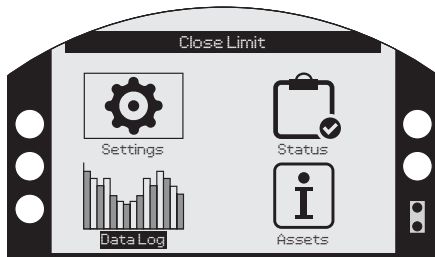 Close Limit
Settings
Status
Data Log
Assets